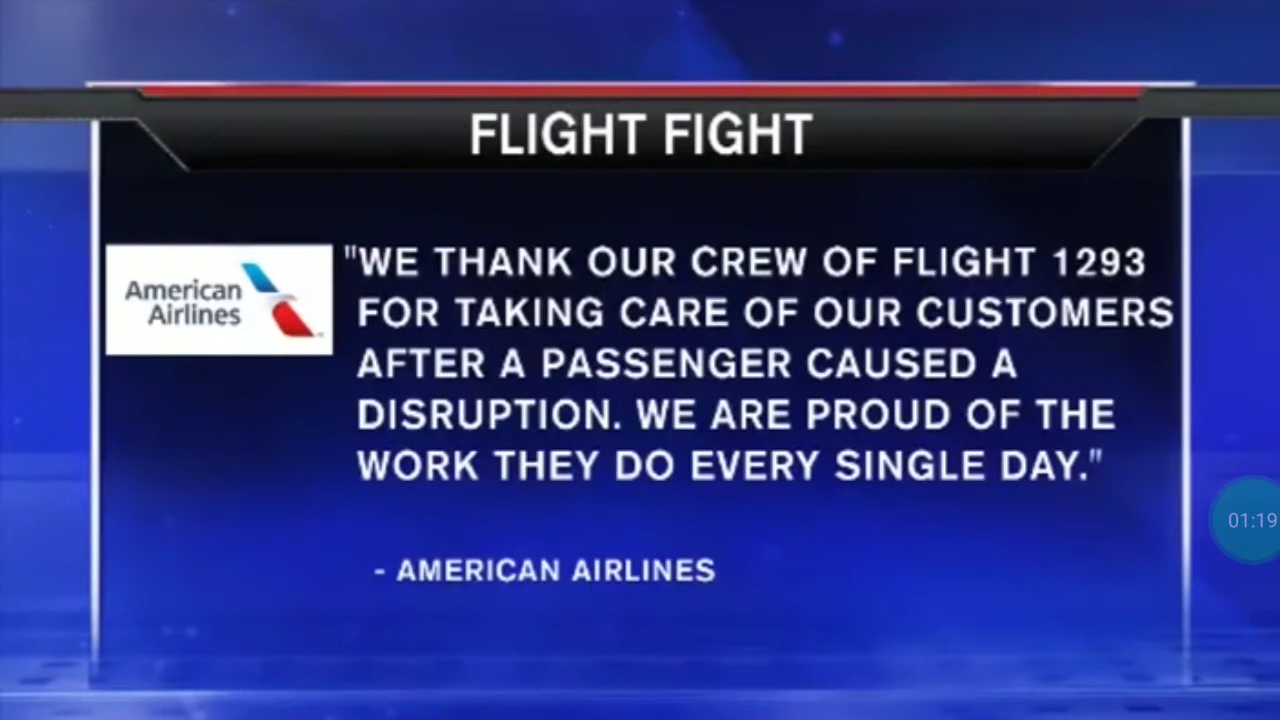 FLIGHT FIGHT
American
Airlines
"WE THANK OUR CREW OF FLIGHT 1293
FOR TAKING CARE OF OUR CUSTOMERS
AFTER A PASSENGER CAUSED A
DISRUPTION. WE ARE PROUD OF THE
WORK THEY DO EVERY SINGLE DAY."
- AMERICAN AIRLINES
01:19